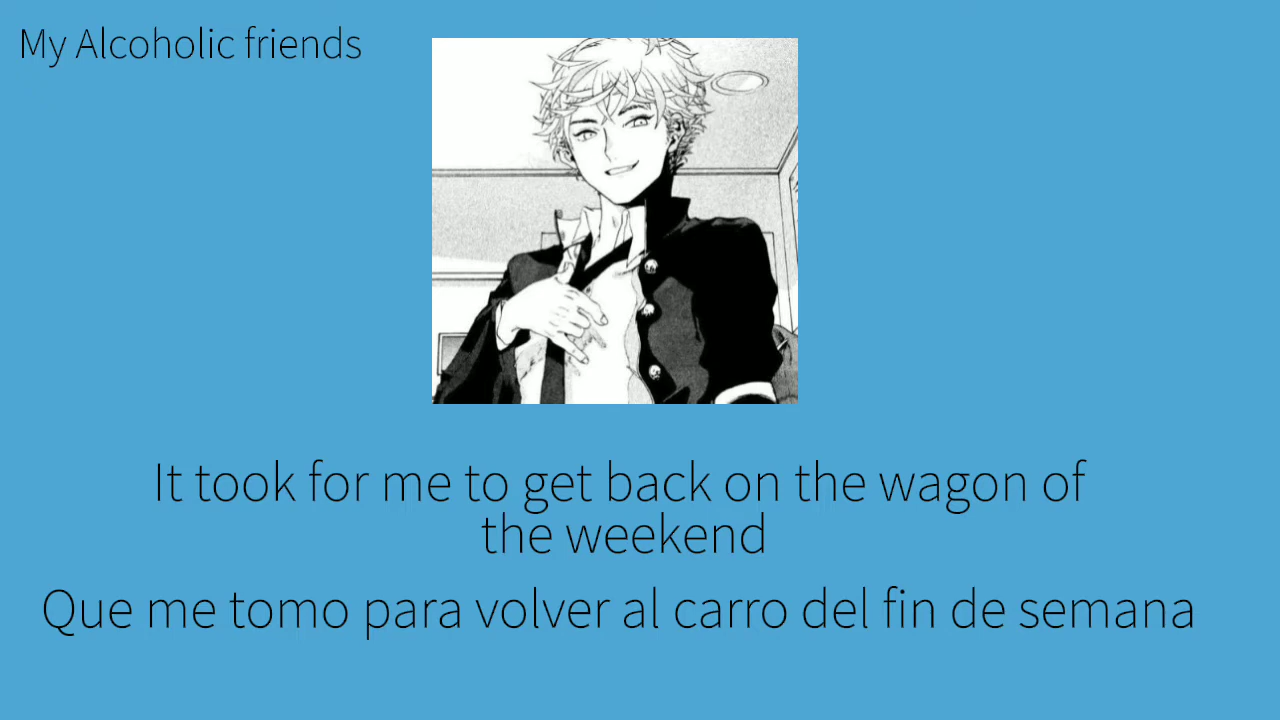 My Alcoholic friends
It took for me to get back on the wagon of
the weekend
Que me tomo para volver al carro del fin de semana